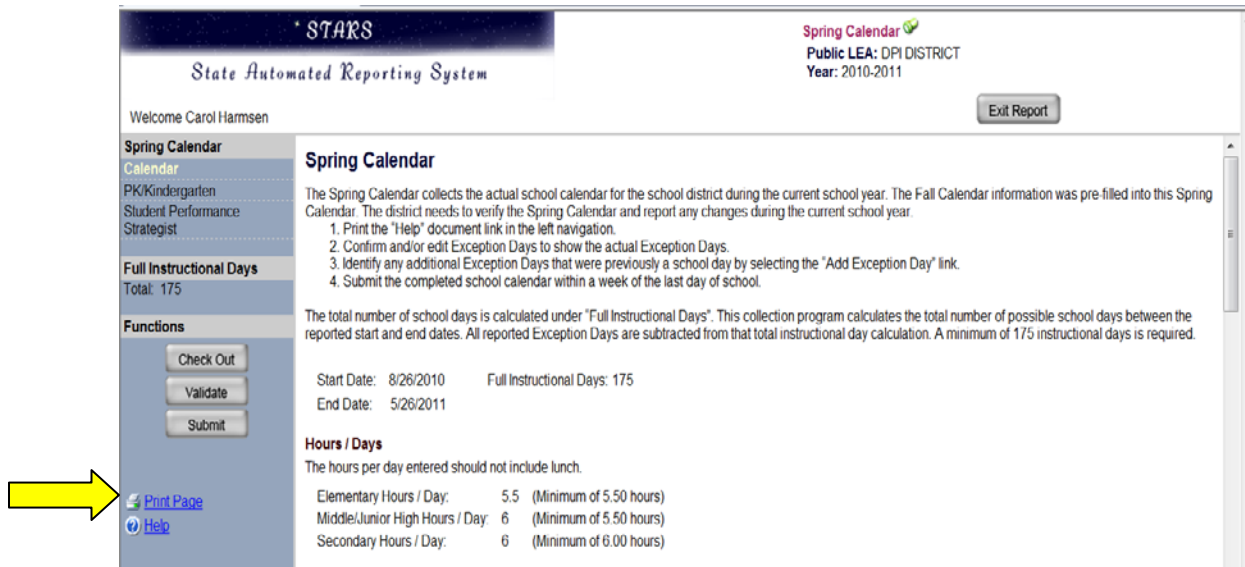 * STARS
State Automated Reporting System
Spring Calendar
Public LEA: DPI DISTRICT
Year: 2010-2011
Welcome Carol Harmsen
Exit Report
Spring Calendar
Calendar
PK/Kindergarten
Student Performance
Strategist
Full Instructional Days
Total: 175
Functions
Check Out
Validate
Submit
Print Page
Help
Spring Calendar
The Spring Calendar collects the actual school calendar for the school district during the current school year. The Fall Calendar information was pre-filled into this Spring
Calendar. The district needs to verify the Spring Calendar and report any changes during the current school year.
1. Print the "Help" document link in the left navigation.
2. Confirm and/or edit Exception Days to show the actual Exception Days.
3. Identify any additional Exception Days that were previously a school day by selecting the "Add Exception Day" link.
4. Submit the completed school calendar within a week of the last day of school.
The total number of school days is calculated under "Full Instructional Days". This collection program calculates the total number of possible school days between the
reported start and end dates. All reported Exception Days are subtracted from that total instructional day calculation. A minimum of 175 instructional days is required.
Start Date: 8/26/2010 Full Instructional Days: 175
End Date: 5/26/2011
Hours / Days
The hours per day entered should not include lunch.
Elementary Hours / Day: 5.5 (Minimum of 5.50 hours)
Middle/Junior High Hours / Day: 6 (Minimum of 5.50 hours)
Secondary Hours / Day: 6 (Minimum of 6.00 hours)